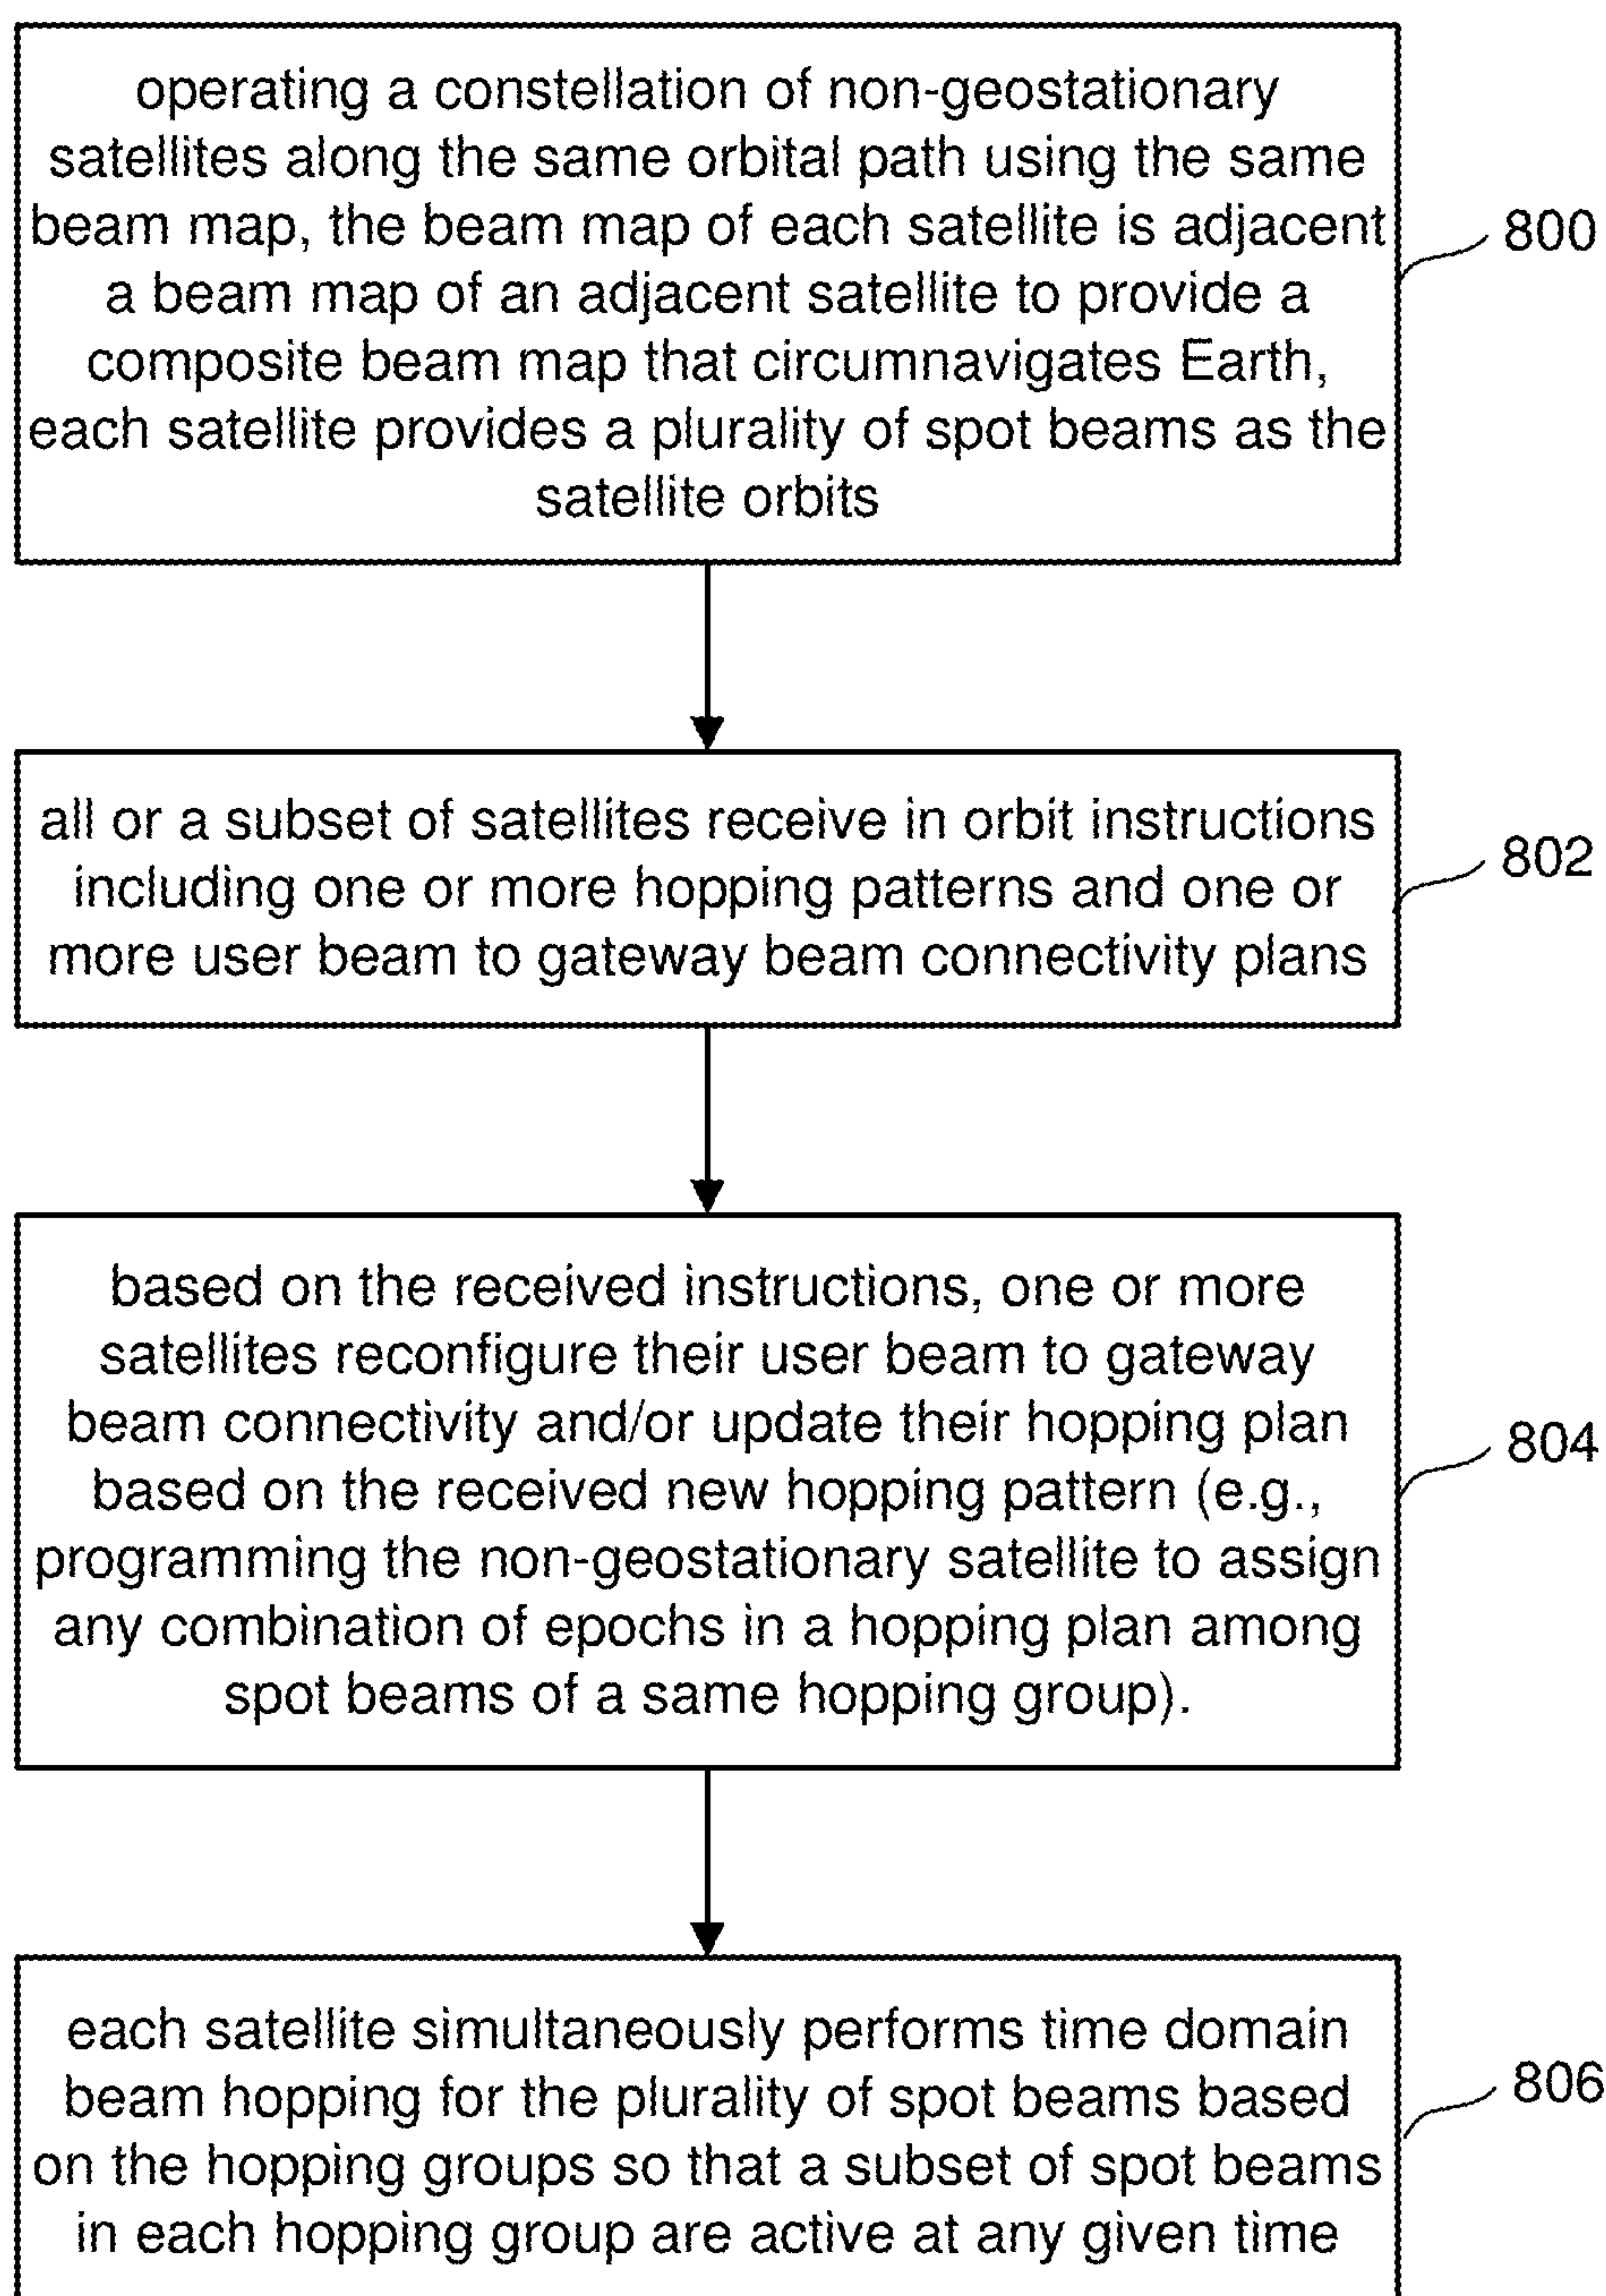 operating a constellation of non-geostationary
satellites along the same orbital path using the same
beam map, the beam map of each satellite is adjacent
a beam map of an adjacent satellite to provide a
composite beam map that circumnavigates Earth,
each satellite provides a plurality of spot beams as the
satellite orbits
800
all or a subset of satellites receive in orbit instructions
including one or more hopping patterns and one or
more user beam to gateway beam connectivity plans
802
based on the received instructions, one or more
satellites reconfigure their user beam to gateway
beam connectivity and/or update their hopping plan
based on the received new hopping pattern (e.g.,
programming the non-geostationary satellite to assign
any combination of epochs in a hopping plan among
spot beams of a same hopping group).
804
each satellite simultaneously performs time domain
beam hopping for the plurality of spot beams based
on the hopping groups so that a subset of spot beams
in each hopping group are active at any given time
806